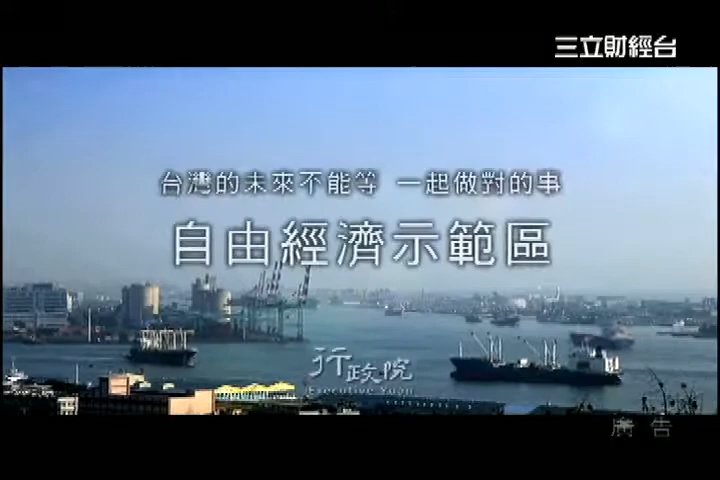 三立財經台
台灣的未來不能等 一起做對的事
自由經濟示範區
行政院
Executive Yuan
廣告